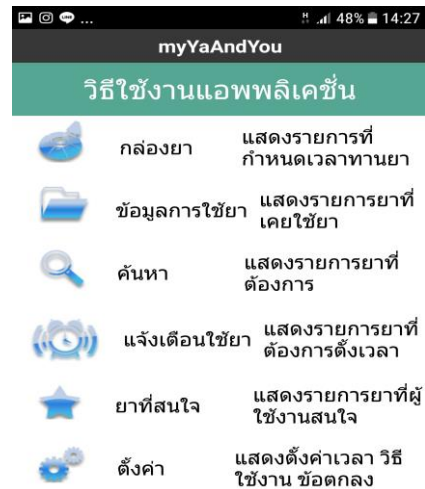 ... H 48% 14:27
myYaAndYou
วิธีใช้งานแอพพลิเคชั่น
กล่องยา
แสดงรายการที่
กำหนดเวลาทานยา
ข้อมูลการใช้ยา
แสดงรายการยาที่
เคยใช้ยา
ค้นหา
แสดงรายการยาที่
ต้องการ
แจ้งเตือนใช้ยา
แสดงรายการยาที่
ต้องการตั้งเวลา
ยาที่สนใจ
แสดงรายการยาที่ผู้
ใช้งานสนใจ
ตั้งค่า
แสดงตั้งค่าเวลา วิธี
ใช้งาน ข้อตกลง